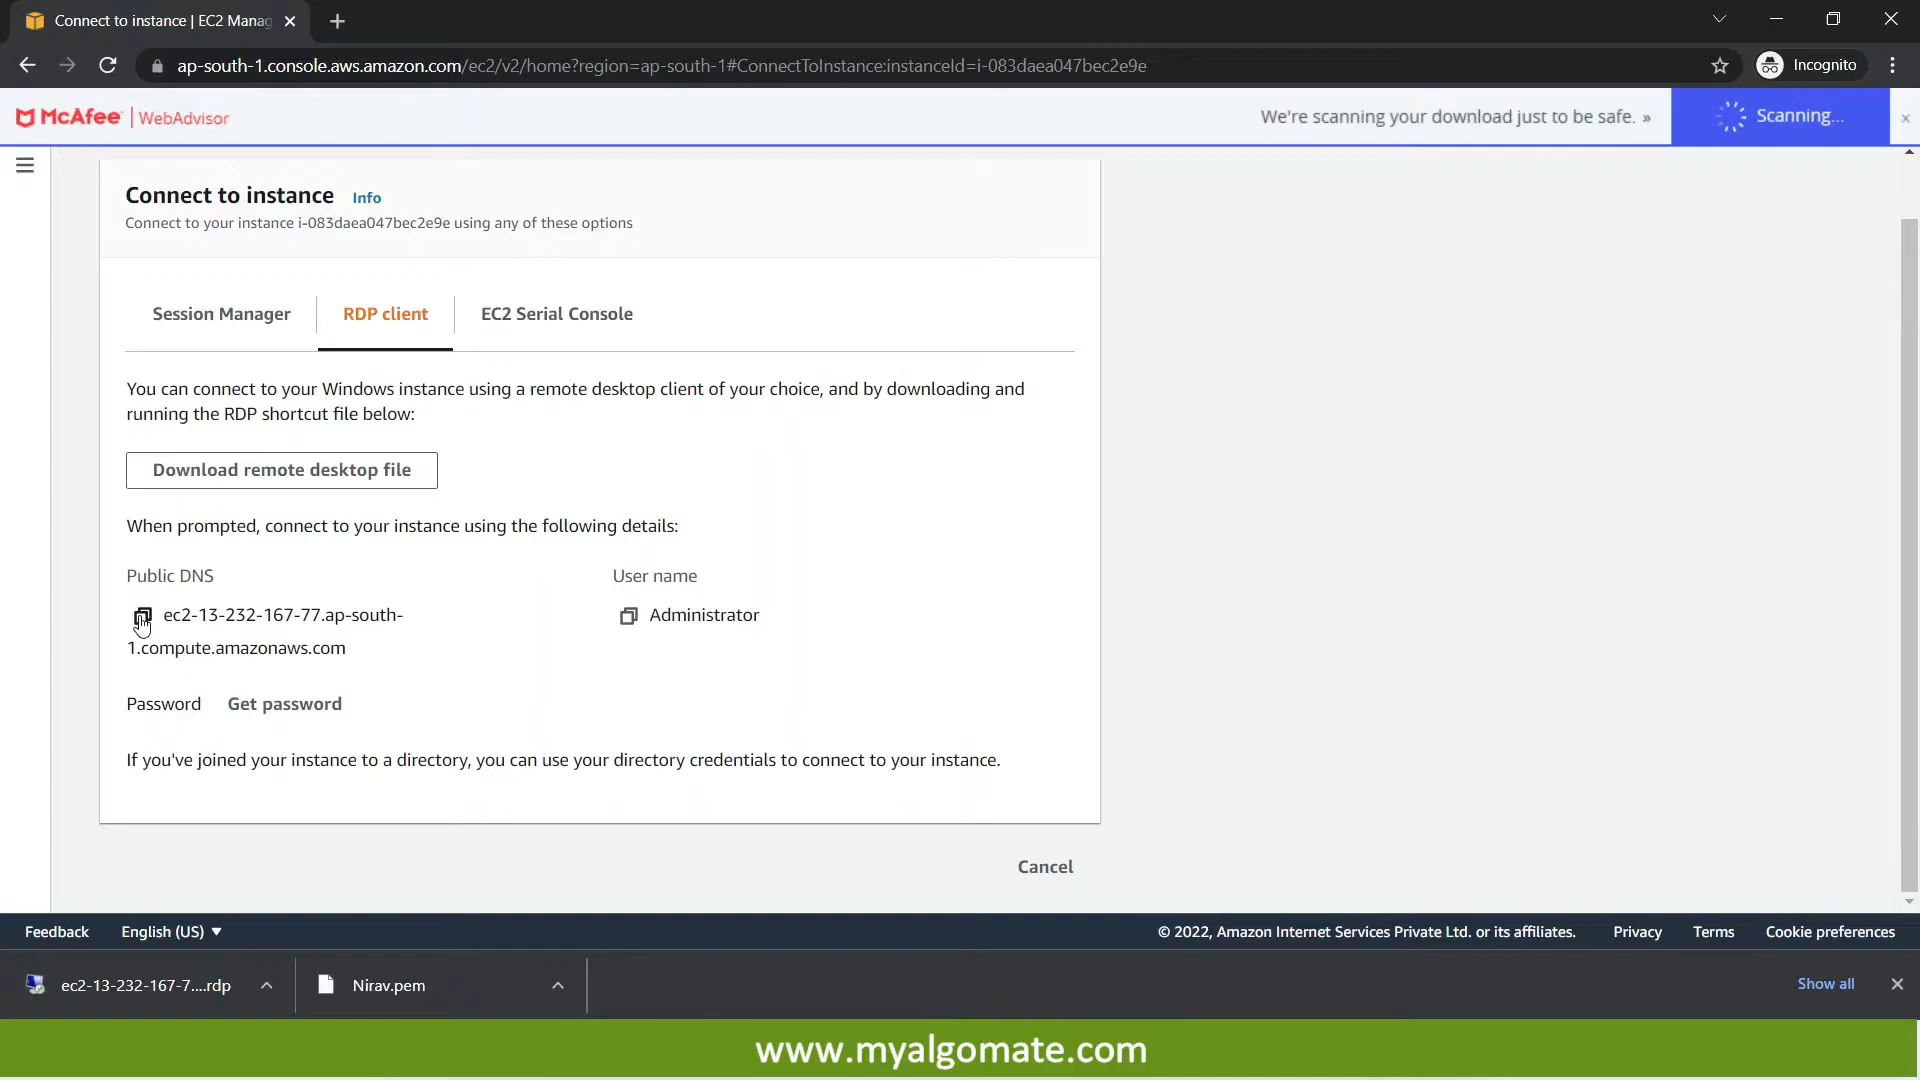 Connect to instance | EC2 Manag
ap-south-1.console.aws.amazon.com/ec2/v2/home?region=ap-south-1#ConnectToInstance:instanceId=i-083daea047bec2e9e
Incognito
McAfee | WebAdvisor
We're scanning your download just to be safe. »
Scanning...
Connect to instance Info
Connect to your instance i-083daea047bec2e9e using any of these options
Session Manager
RDP client
EC2 Serial Console
You can connect to your Windows instance using a remote desktop client of your choice, and by downloading and
running the RDP shortcut file below:
Download remote desktop file
When prompted, connect to your instance using the following details:
Public DNS
User name
ec2-13-232-167-77.ap-south-
Administrator
1.compute.amazonaws.com
Password Get password
If you've joined your instance to a directory, you can use your directory credentials to connect to your instance.
Cancel
Feedback English (US)
© 2022, Amazon Internet Services Private Ltd. or its affiliates. Privacy Terms Cookie preferences
ec2-13-232-167-7....rdp
Nirav.pem
Show all
www.myalgomate.com